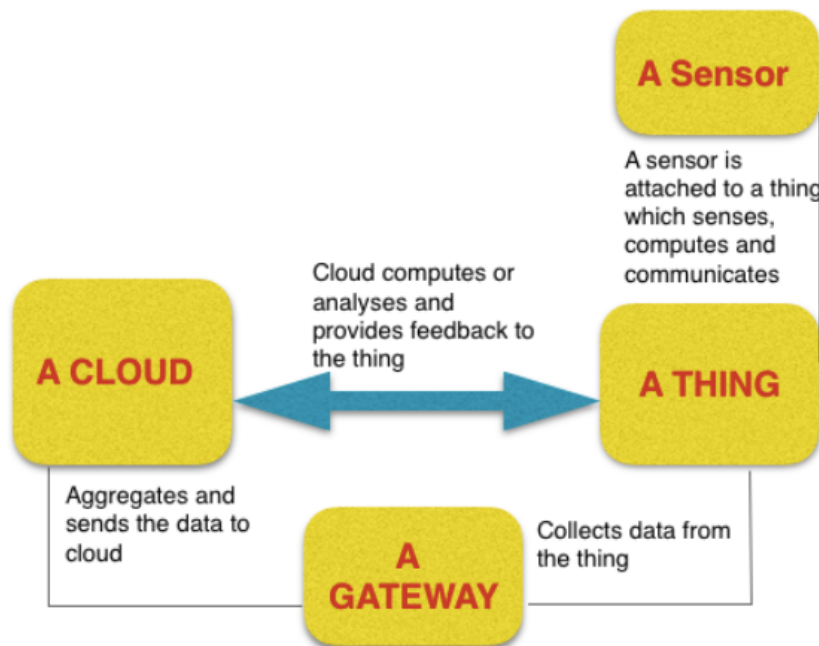 A Sensor
A sensor is
attached to a thing
which senses,
computes and
communicates
Cloud computes or
analyses and
provides feedback to
the thing
A CLOUD
A THING
Aggregates and
sends the data to
cloud
A
GATEWAY
Collects data from
the thing